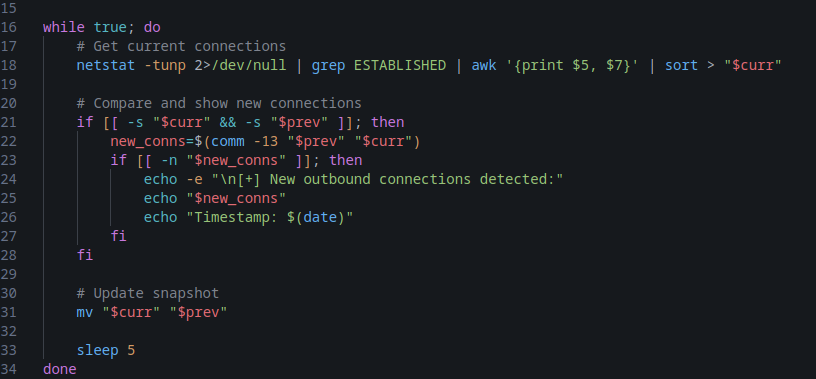 15
16 while true; do
17     # Get current connections
18     netstat -tunp 2>/dev/null | grep ESTABLISHED | awk '{print $5, $7}' | sort > "$curr"
19
20     # Compare and show new connections
21     if [[ -s "$curr" && -s "$prev" ]]; then
22         new_conns=$(comm -13 "$prev" "$curr")
23         if [[ -n "$new_conns" ]]; then
24             echo -e "\n[+] New outbound connections detected:"
25             echo "$new_conns"
26             echo "Timestamp: $(date)"
27         fi
28     fi
29
30     # Update snapshot
31     mv "$curr" "$prev"
32
33     sleep 5
34 done